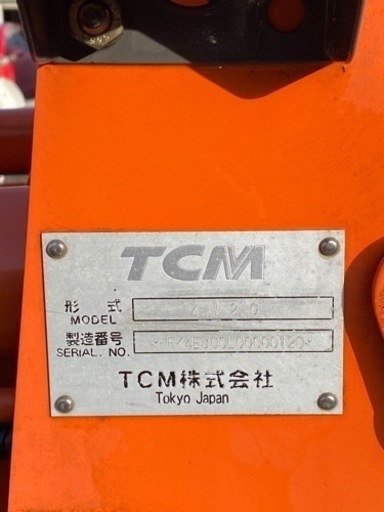 TCM
形 式
MODEL
製造番号
SERIAL. NO.
TCM株式会社
Tokyo Japan